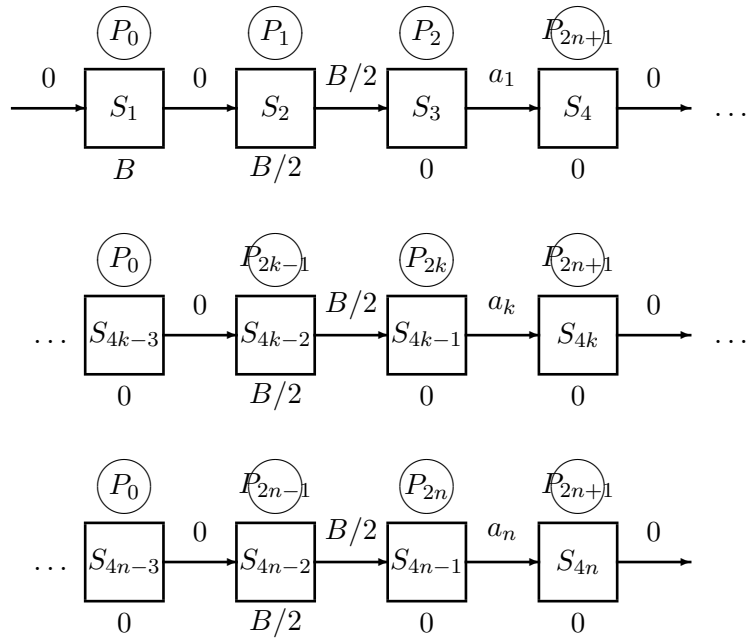 P_0 P_1 P_2 P_{2n+1}
0 0 B/2 a_1 0
S_1 S_2 S_3 S_4 ...
B B/2 0 0
P_0 P_{2k−1} P_{2k} P_{2n+1}
0 B/2 a_k 0
... S_{4k−3} S_{4k−2} S_{4k−1} S_{4k} ...
0 B/2 0 0
P_0 P_{2n−1} P_{2n} P_{2n+1}
0 B/2 a_n 0
... S_{4n−3} S_{4n−2} S_{4n−1} S_{4n}
0 B/2 0 0